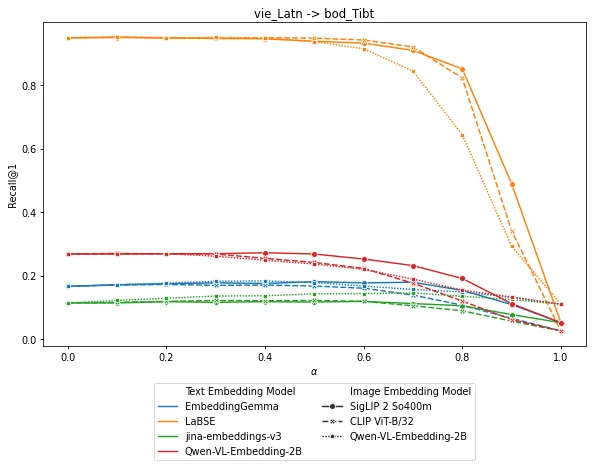 vie_Latn -> bod_Tibt
Recall@1
0.8
0.6
0.4
0.2
0.0
0.0 0.2 0.4 0.6 0.8 1.0
α
Text Embedding Model Image Embedding Model
EmbeddingGemma SigLIP 2 So400m
LaBSE CLIP ViT-B/32
jina-embeddings-v3 Qwen-VL-Embedding-2B
Qwen-VL-Embedding-2B